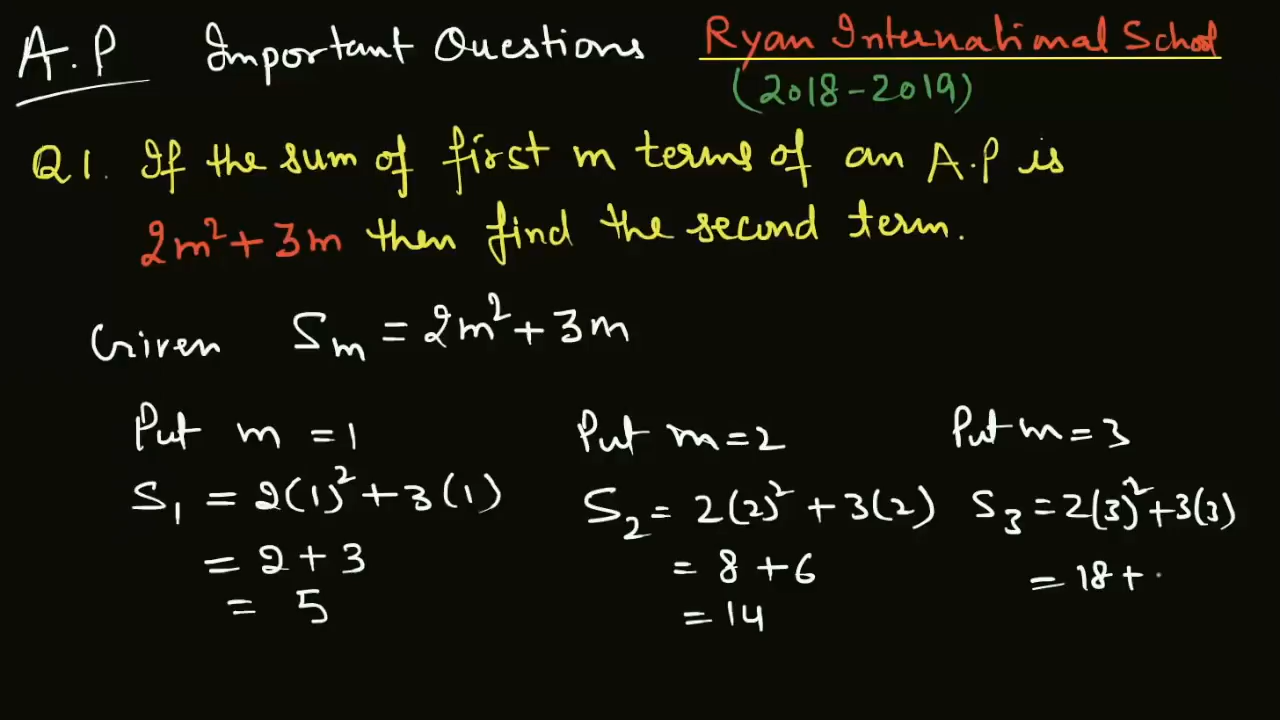 A.P Important Questions Ryan International School
(2018-2019)
Q1. If the sum of first m terms of an A.P is
2m²+3m then find the second term.
Given Sₘ = 2m²+3m
Put m =1 Put m=2 Put m=3
S₁ = 2(1)²+3(1) S₂ = 2(2)²+3(2) S₃ = 2(3)²+3(3)
= 2+3 = 8+6 = 18+
= 5 = 14